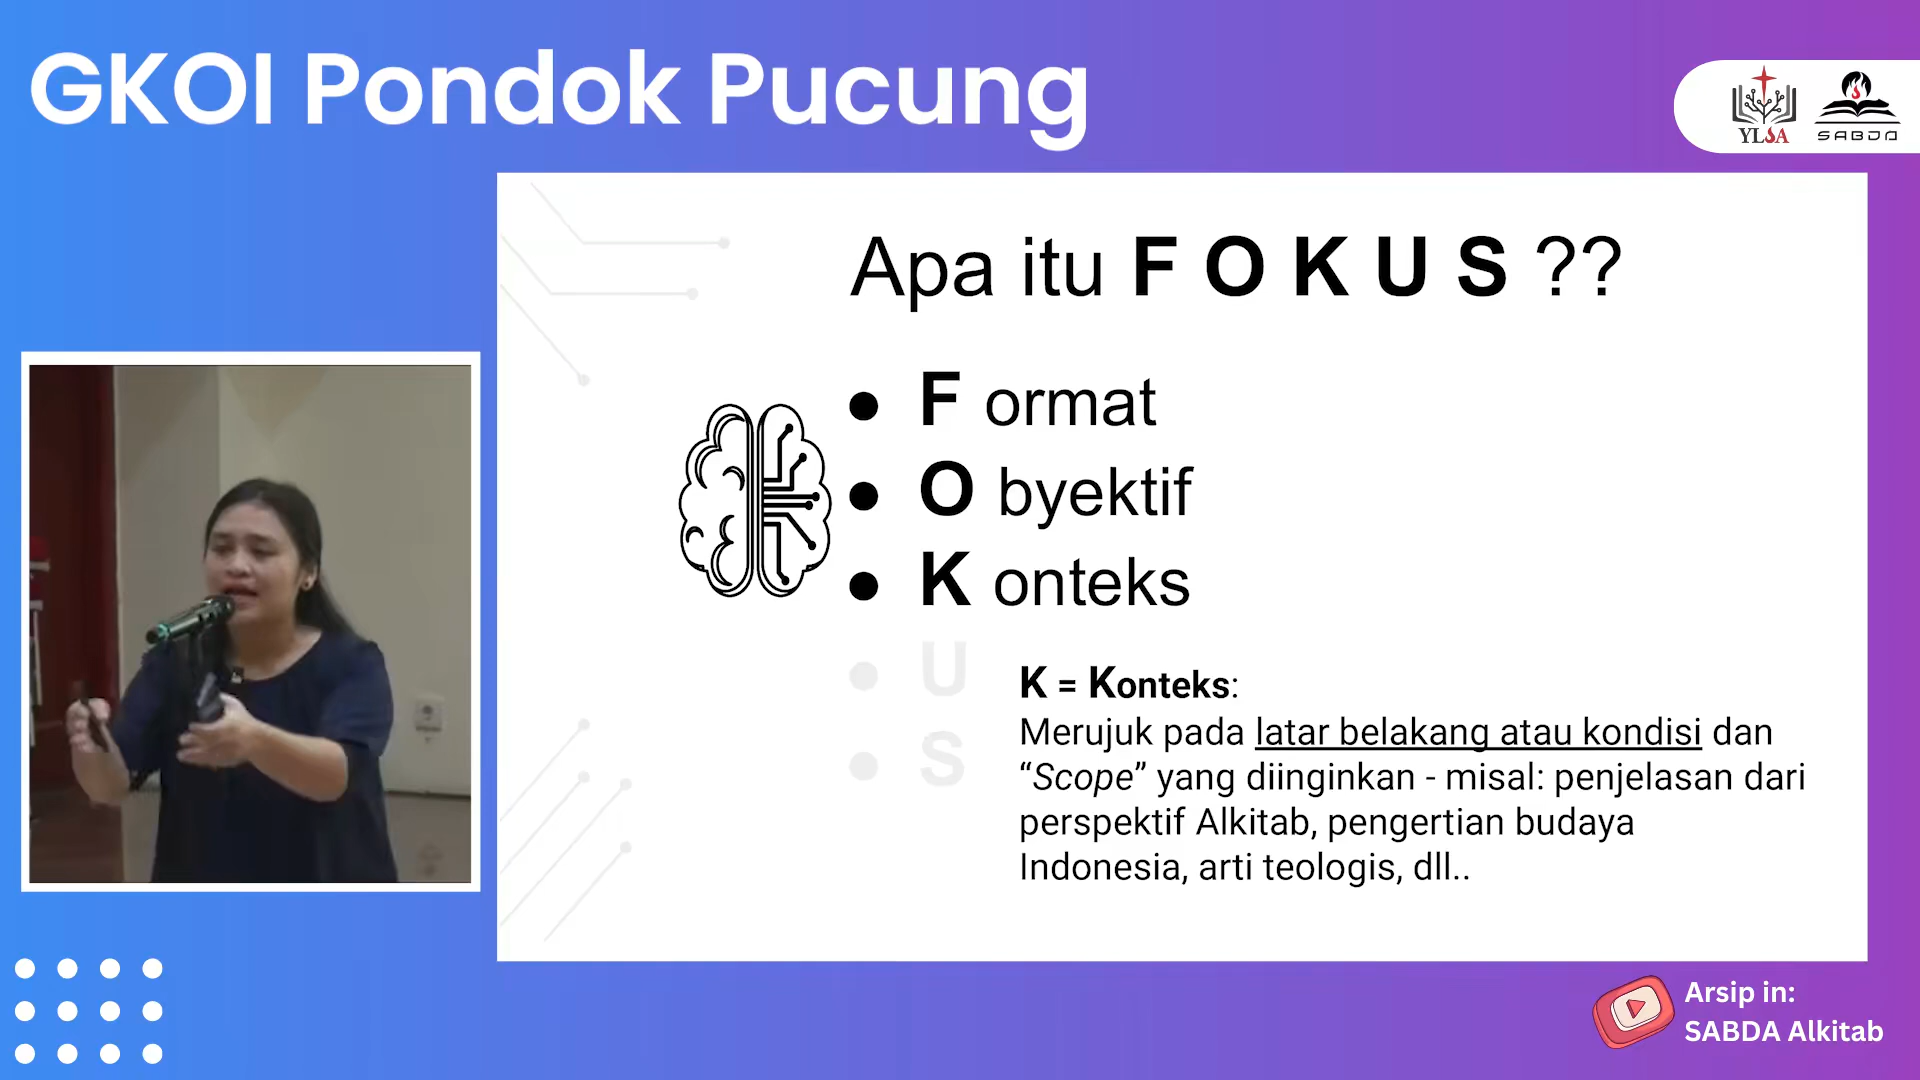 GKOI Pondok Pucung
YLSA
SABDA
Apa itu F O K U S ??
F ormat
O byektif
K onteks
U
S
K = Konteks:
Merujuk pada latar belakang atau kondisi dan
“Scope” yang diinginkan - misal: penjelasan dari
perspektif Alkitab, pengertian budaya
Indonesia, arti teologis, dll..
Arsip in:
SABDA Alkitab